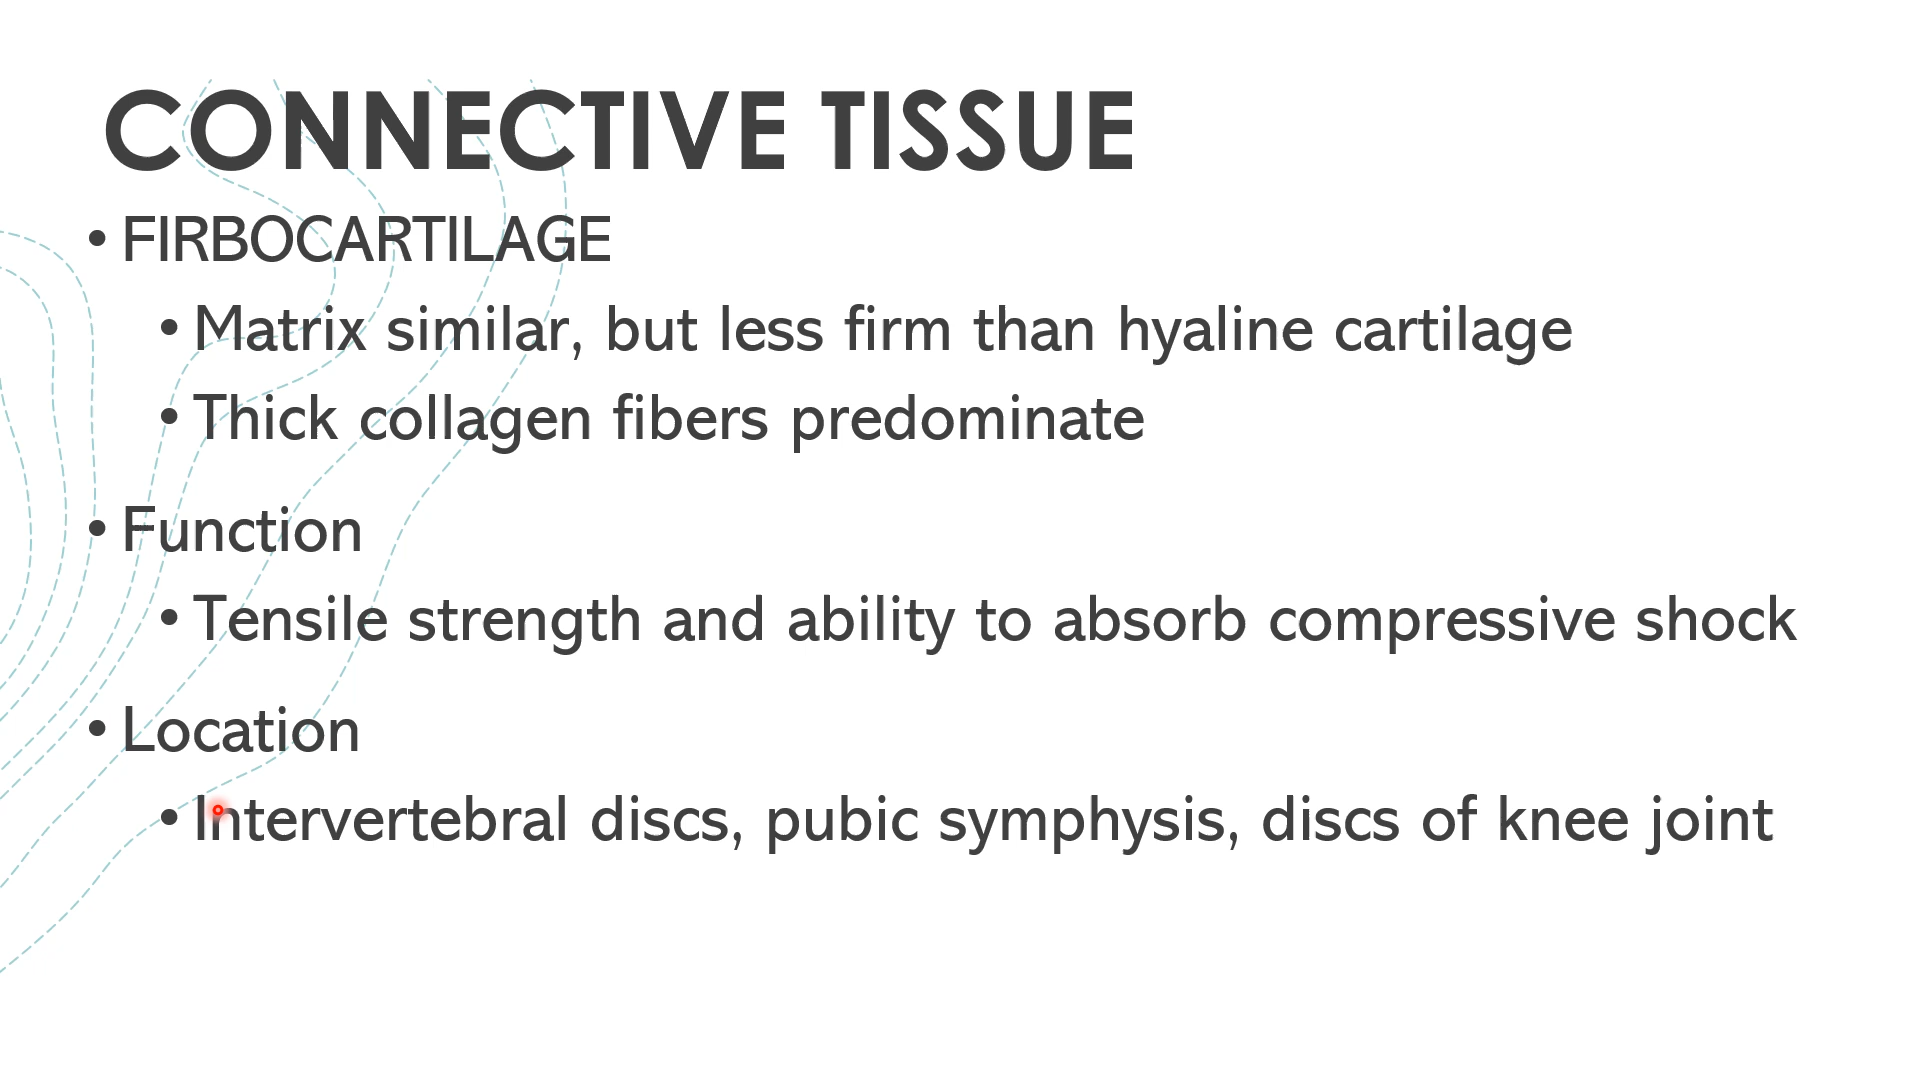 CONNECTIVE TISSUE
• FIRBOCARTILAGE
• Matrix similar, but less firm than hyaline cartilage
• Thick collagen fibers predominate
• Function
• Tensile strength and ability to absorb compressive shock
• Location
• Intervertebral discs, pubic symphysis, discs of knee joint